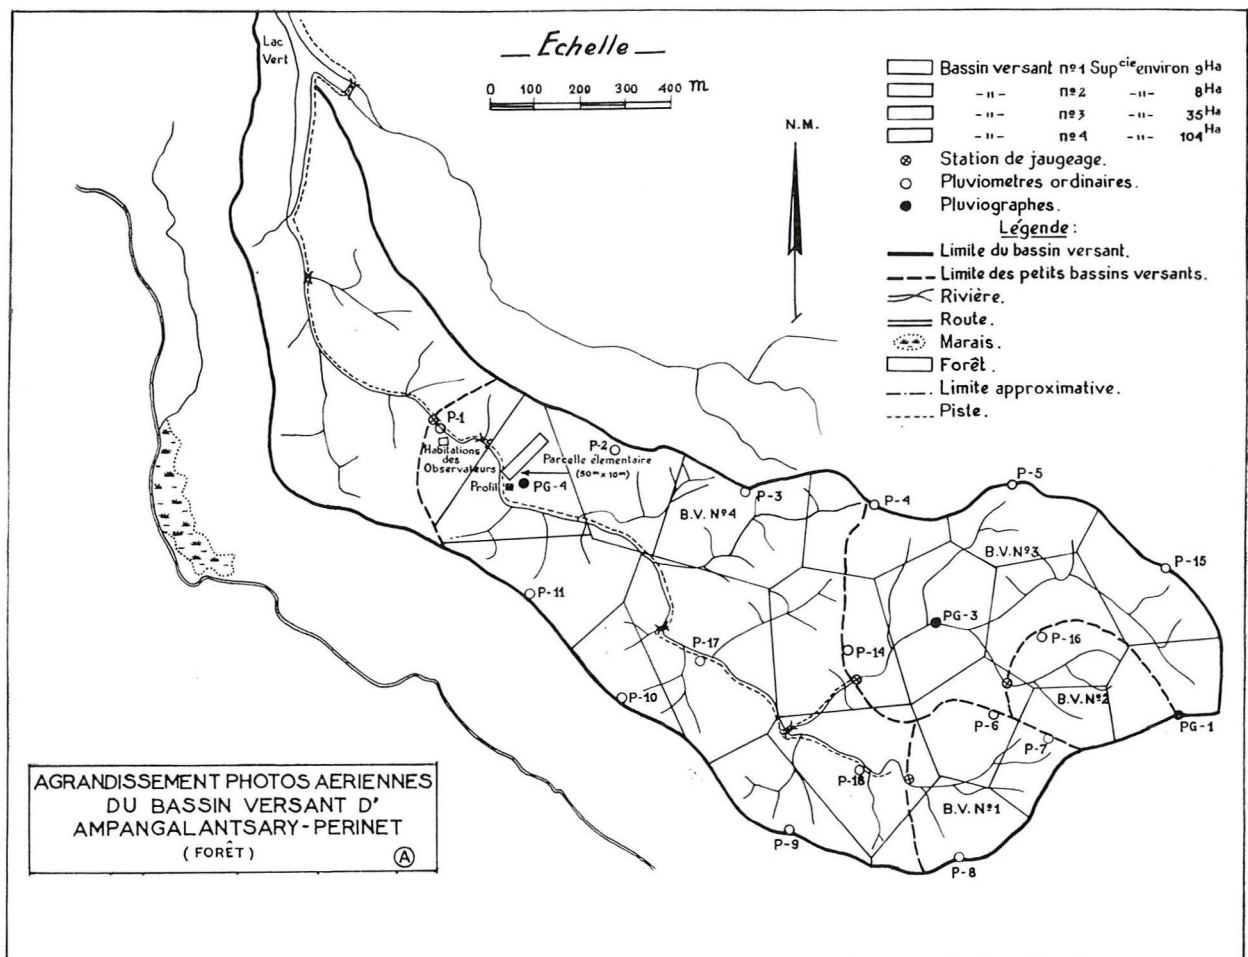 Echelle
0 100 200 300 400 m
Lac
Vert
N.M.
Bassin versant nº1 Supcie environ 9Ha
-"- nº2 -"- 8Ha
-"- nº3 -"- 35Ha
-"- nº4 -"- 104Ha
Station de jaugeage.
Pluviometres ordinaires.
Pluviographes.
Légende :
Limite du bassin versant.
Limite des petits bassins versants.
Rivière.
Route.
Marais.
Forêt.
Limite approximative.
Piste.
P-1
Habitations
des
Observateurs
Profil
PG-4
Parcelle élementaire
(50m x 10m)
P-2
P-3
B.V. Nº4
P-4
P-5
B.V. Nº3
P-15
P-11
PG-3
P-16
P-14
P-17
P-10
B.V. Nº2
PG-1
P-6
P-7
P-18
B.V. Nº1
P-9
P-8
AGRANDISSEMENT PHOTOS AERIENNES
DU BASSIN VERSANT D'
AMPANGALANTSARY-PERINET
(FORÊT)
A